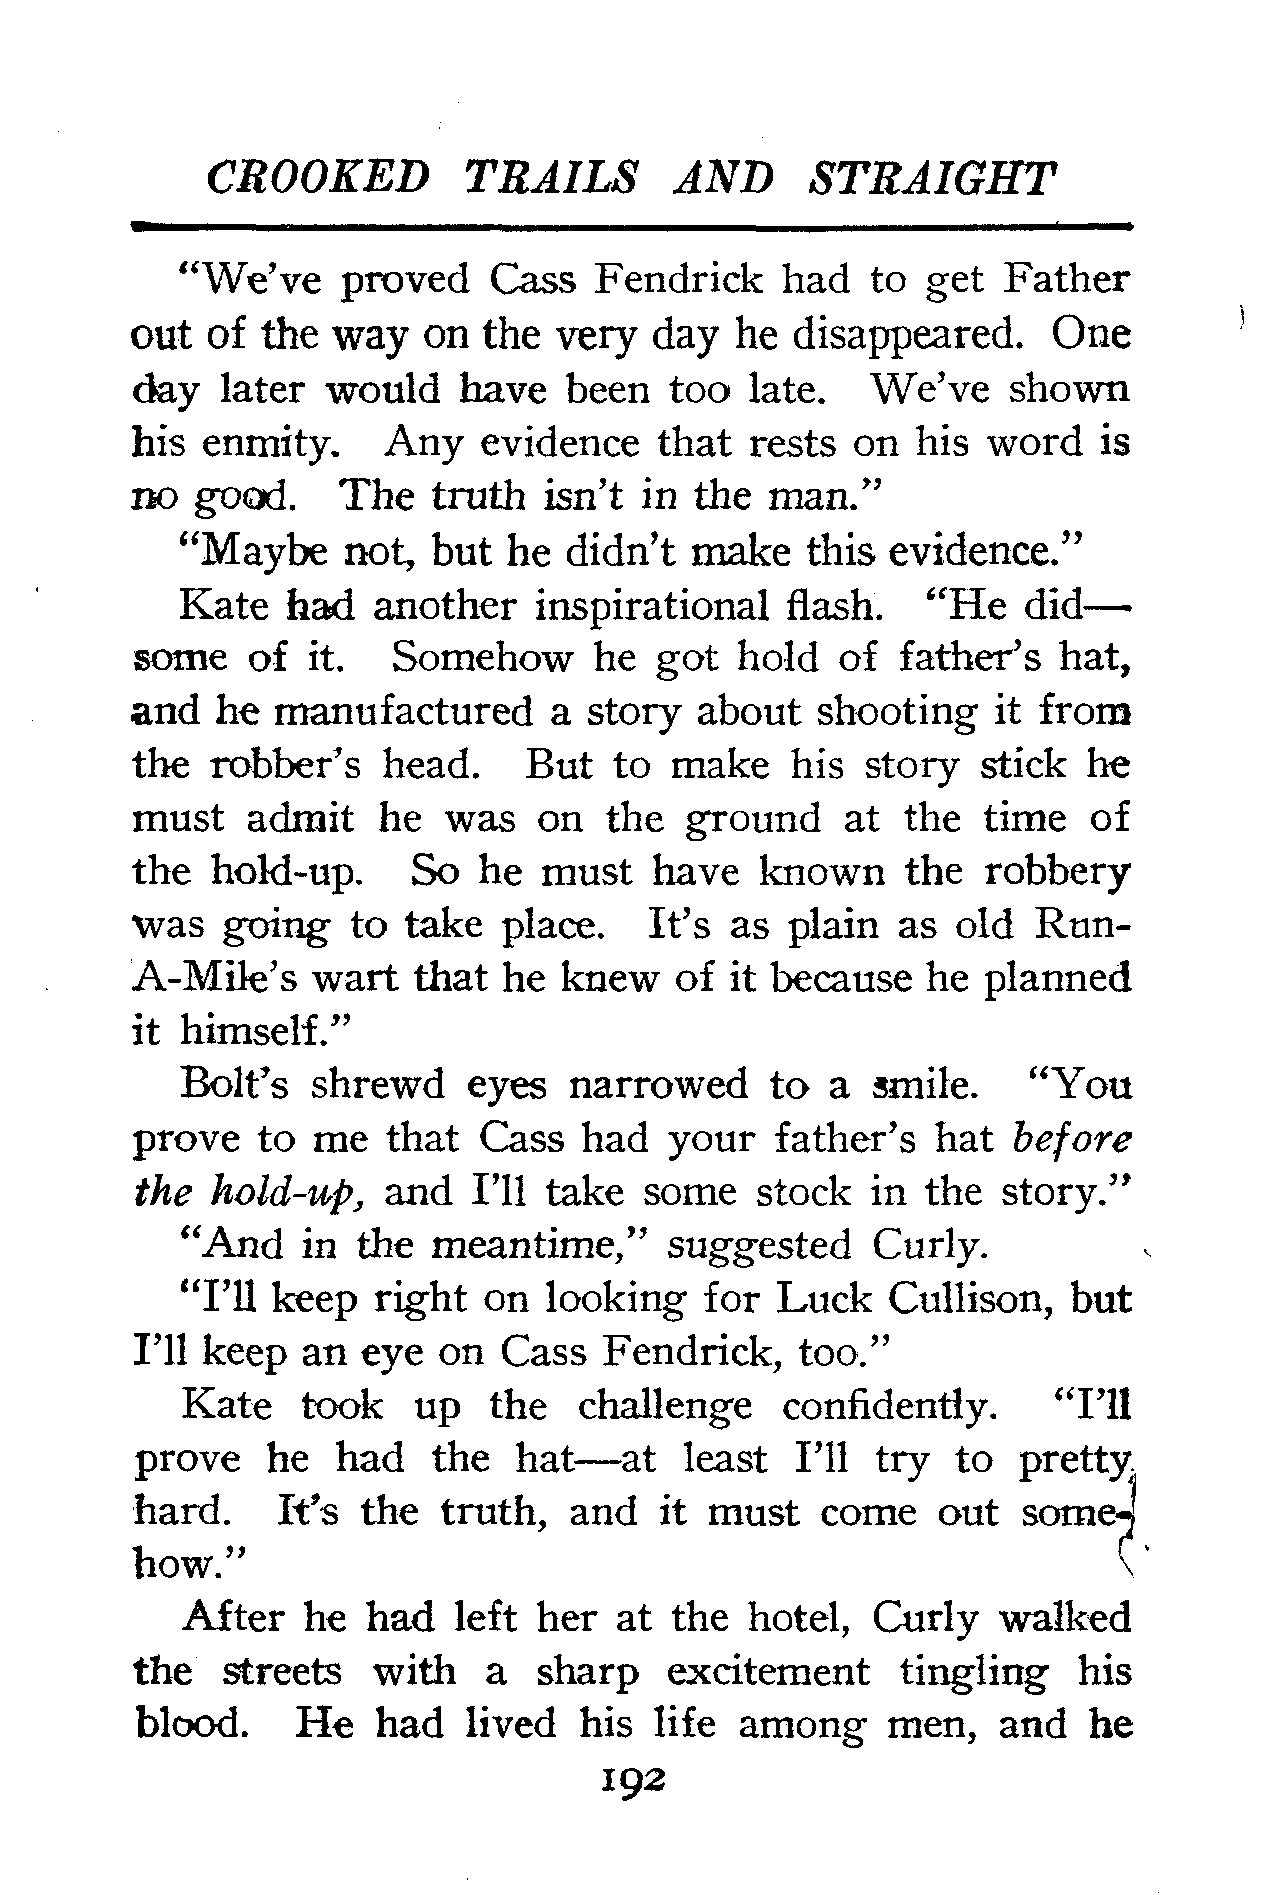 CROOKED TRAILS AND STRAIGHT
“We’ve proved Cass Fendrick had to get Father
out of the way on the very day he disappeared. One
day later would have been too late. We’ve shown
his enmity. Any evidence that rests on his word is
no good. The truth isn’t in the man.”
“Maybe not, but he didn’t make this evidence.”
Kate had another inspirational flash. “He did—
some of it. Somehow he got hold of father’s hat,
and he manufactured a story about shooting it from
the robber’s head. But to make his story stick he
must admit he was on the ground at the time of
the hold-up. So he must have known the robbery
was going to take place. It’s as plain as old Run-
A-Mile’s wart that he knew of it because he planned
it himself.”
Bolt’s shrewd eyes narrowed to a smile. “You
prove to me that Cass had your father’s hat before
the hold-up, and I’ll take some stock in the story.”
“And in the meantime,” suggested Curly.
“I’ll keep right on looking for Luck Cullison, but
I’ll keep an eye on Cass Fendrick, too.”
Kate took up the challenge confidently. “I’ll
prove he had the hat—at least I’ll try to pretty
hard. It’s the truth, and it must come out some-
how.”
After he had left her at the hotel, Curly walked
the streets with a sharp excitement tingling his
blood. He had lived his life among men, and he
192